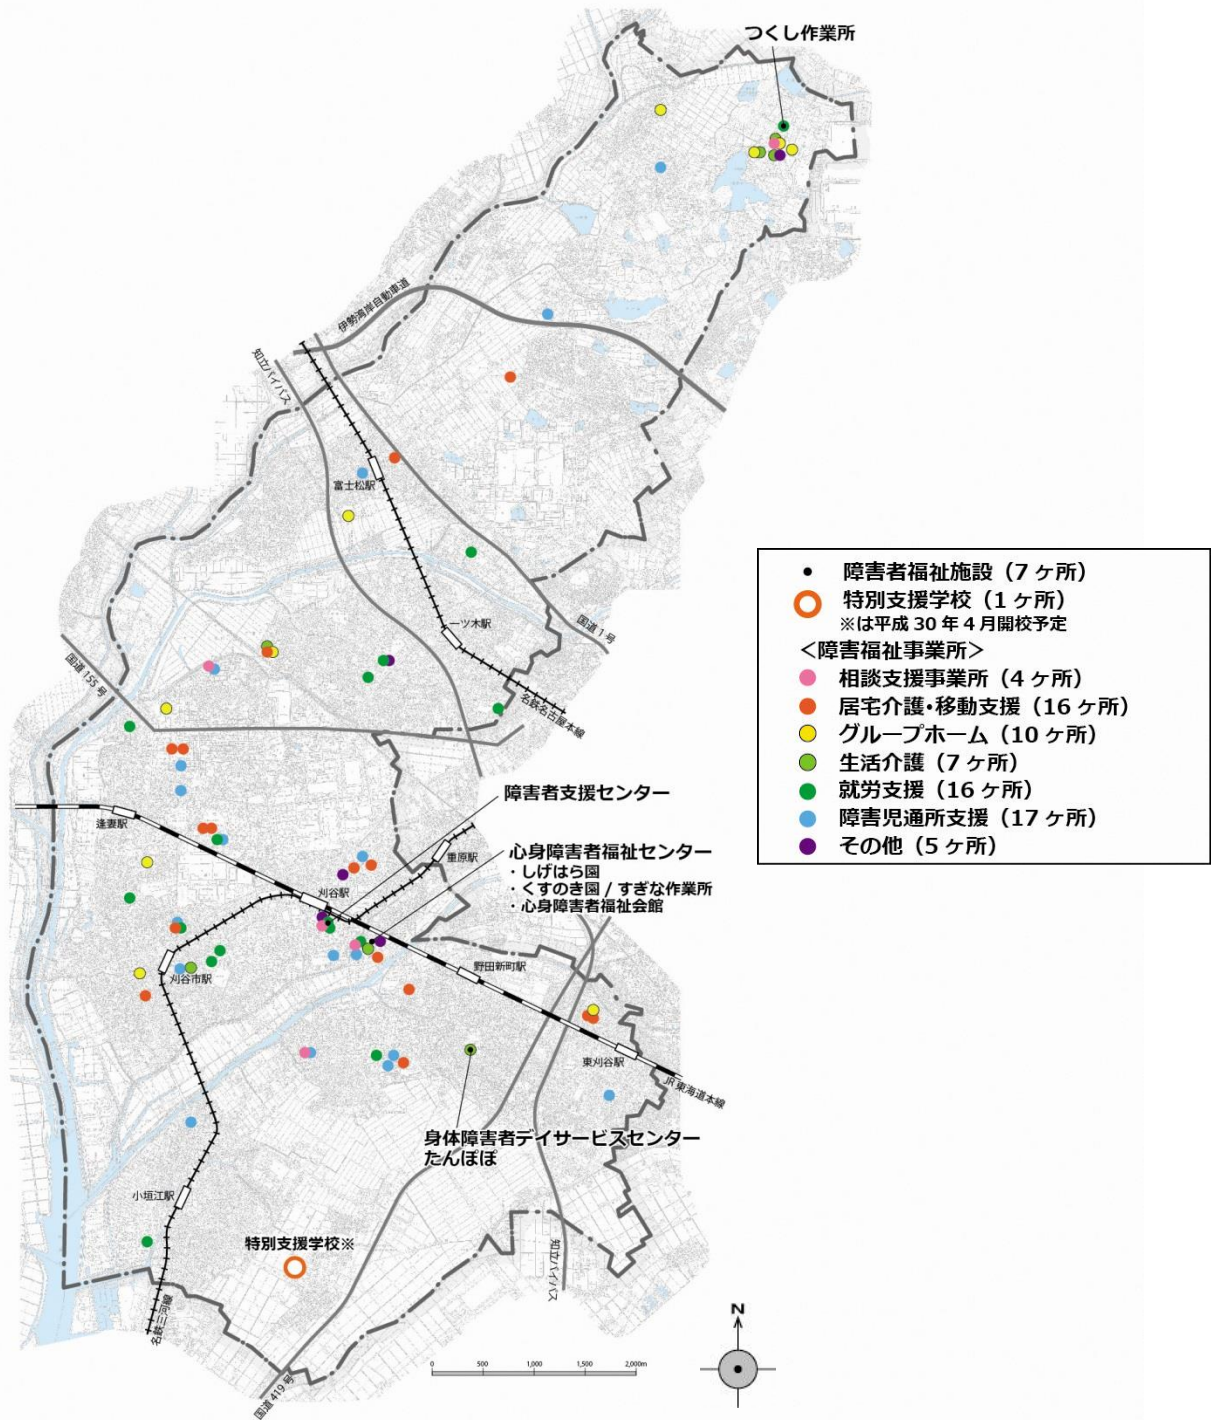 つくし作業所
伊勢湾岸自動車道
知立バイパス
富士松駅
国道1号
一ツ木駅
国道155号
名鉄名古屋本線
障害者福祉施設（7ヶ所）
特別支援学校（1ヶ所）
※は平成30年4月開校予定
＜障害福祉事業所＞
相談支援事業所（4ヶ所）
居宅介護・移動支援（16ヶ所）
グループホーム（10ヶ所）
生活介護（7ヶ所）
就労支援（16ヶ所）
障害児通所支援（17ヶ所）
その他（5ヶ所）
障害者支援センター
逢妻駅
重原駅
心身障害者福祉センター
・しげはら園
・くすのき園 / すぎな作業所
・心身障害者福祉会館
刈谷駅
野田新町駅
刈谷市駅
東刈谷駅
JR東海道本線
身体障害者デイサービスセンター
たんぽぽ
小垣江駅
特別支援学校※
知立バイパス
名鉄三河線
国道419号
N
0 500 1,000 1,500 2,000m